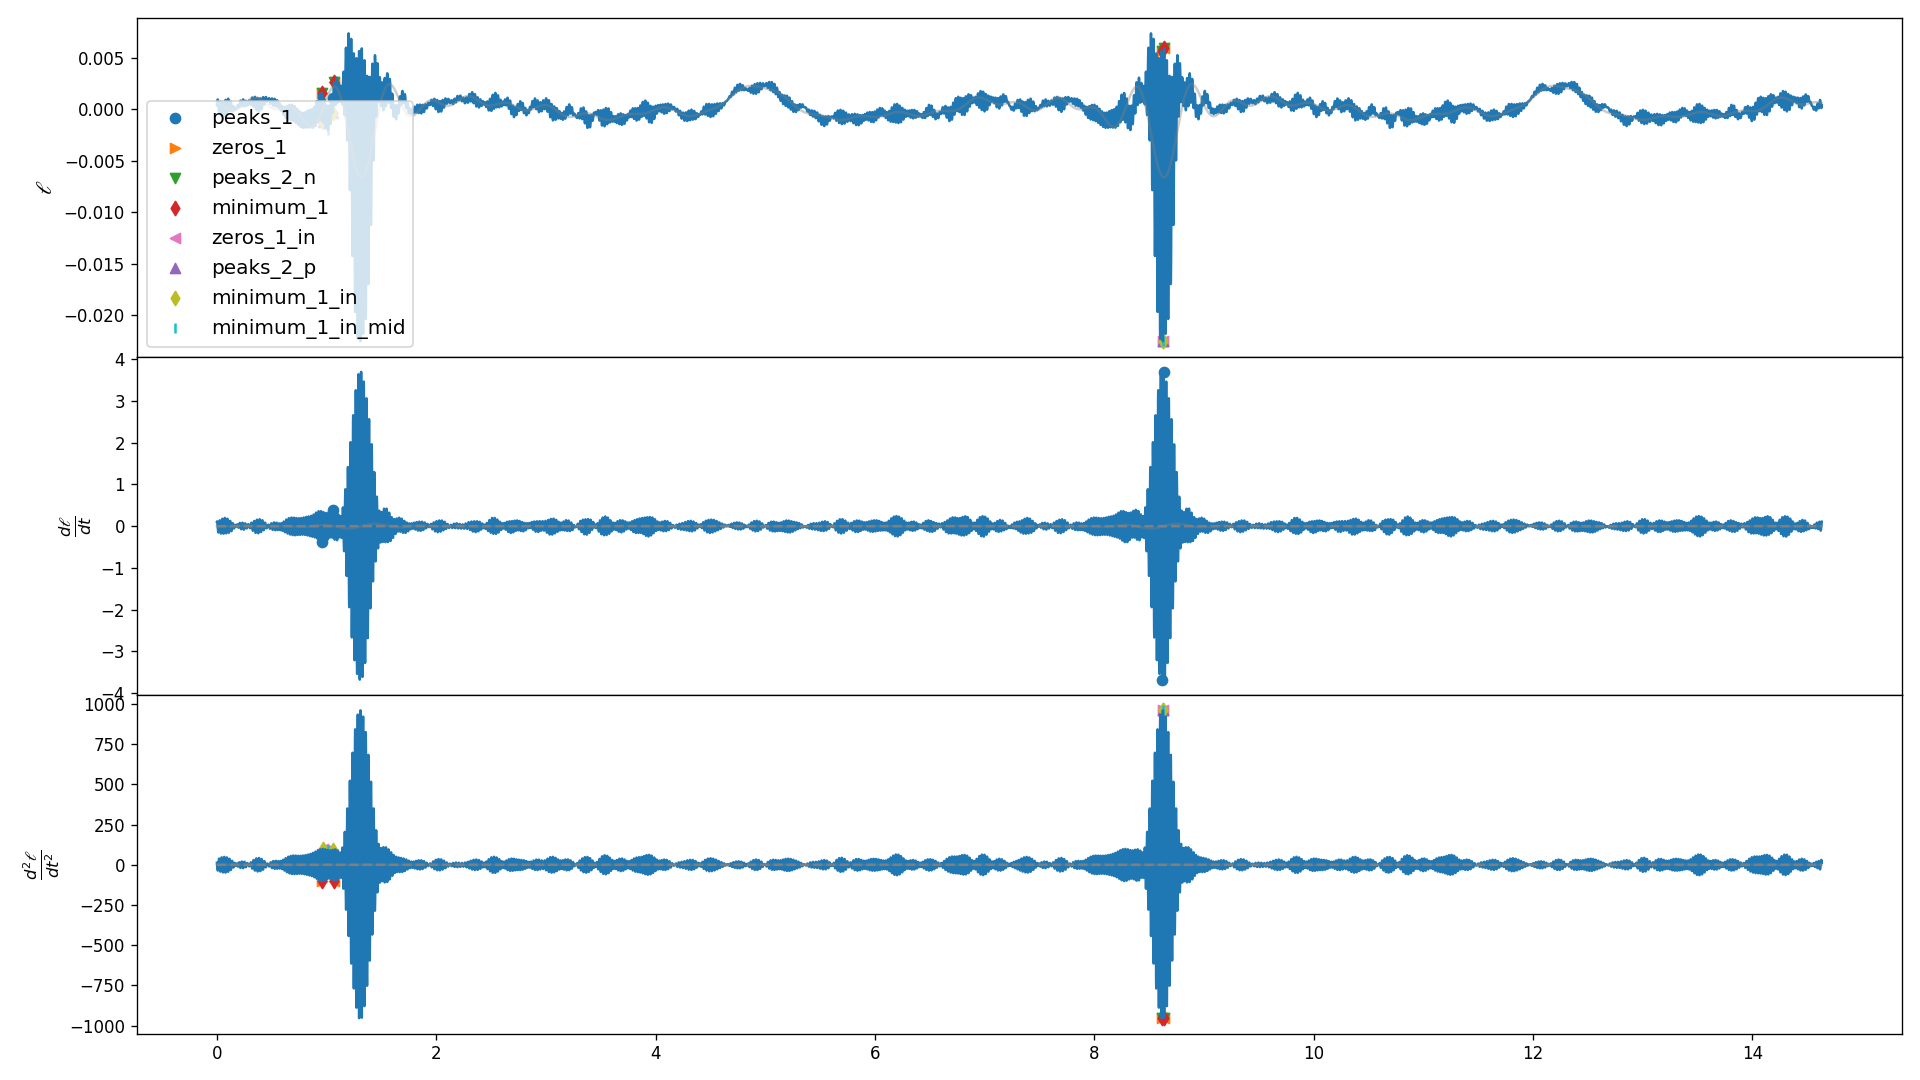 0.005
0.000
−0.005
−0.010
−0.015
−0.020
ℓ
peaks_1
zeros_1
peaks_2_n
minimum_1
zeros_1_in
peaks_2_p
minimum_1_in
minimum_1_in_mid
4
3
2
1
0
−1
−2
−3
−4
dℓ/dt
1000
750
500
250
0
−250
−500
−750
−1000
d²ℓ/dt²
0 2 4 6 8 10 12 14